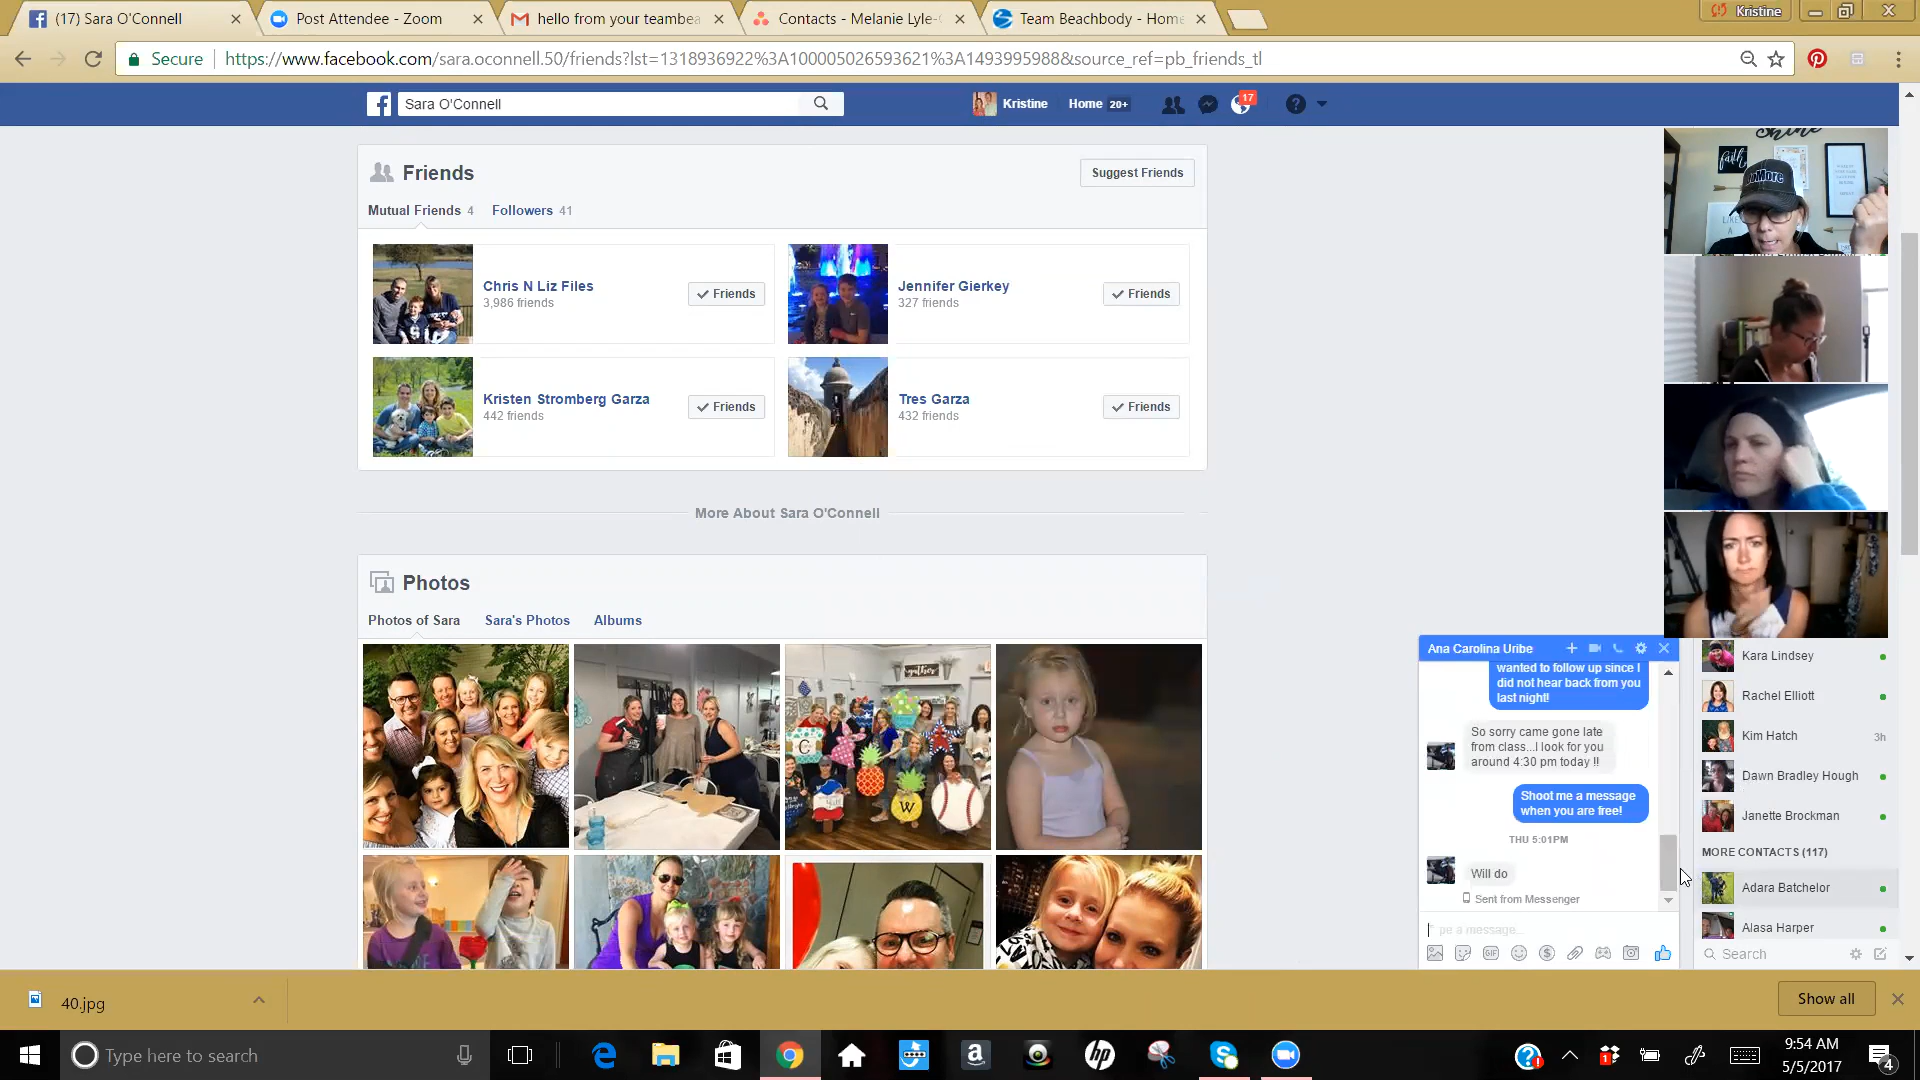 (17) Sara O'Connell
Post Attendee - Zoom
hello from your teambea
Contacts - Melanie Lyle-
Team Beachbody - Home
Kristine
Secure
https://www.facebook.com/sara.oconnell.50/friends?lst=1318936922%3A100005026593621%3A1493995988&source_ref=pb_friends_tl
Sara O'Connell
Kristine
Home 20+
17
Friends
Suggest Friends
Mutual Friends 4
Followers 41
Chris N Liz Files
3,986 friends
Friends
Jennifer Gierkey
327 friends
Friends
Kristen Stromberg Garza
442 friends
Friends
Tres Garza
432 friends
Friends
More About Sara O'Connell
Photos
Photos of Sara
Sara's Photos
Albums
gather
C
W
Shine
faith
Ana Carolina Uribe
wanted to follow up since I
did not hear back from you
last night!
So sorry came gone late
from class...I look for you
around 4:30 pm today !!
Shoot me a message
when you are free!
THU 5:01PM
Will do
Sent from Messenger
pe a message...
GIF
Kara Lindsey
Rachel Elliott
Kim Hatch
3h
Dawn Bradley Hough
Janette Brockman
MORE CONTACTS (117)
Adara Batchelor
Alasa Harper
Search
40.jpg
Show all
Type here to search
9:54 AM
5/5/2017
4